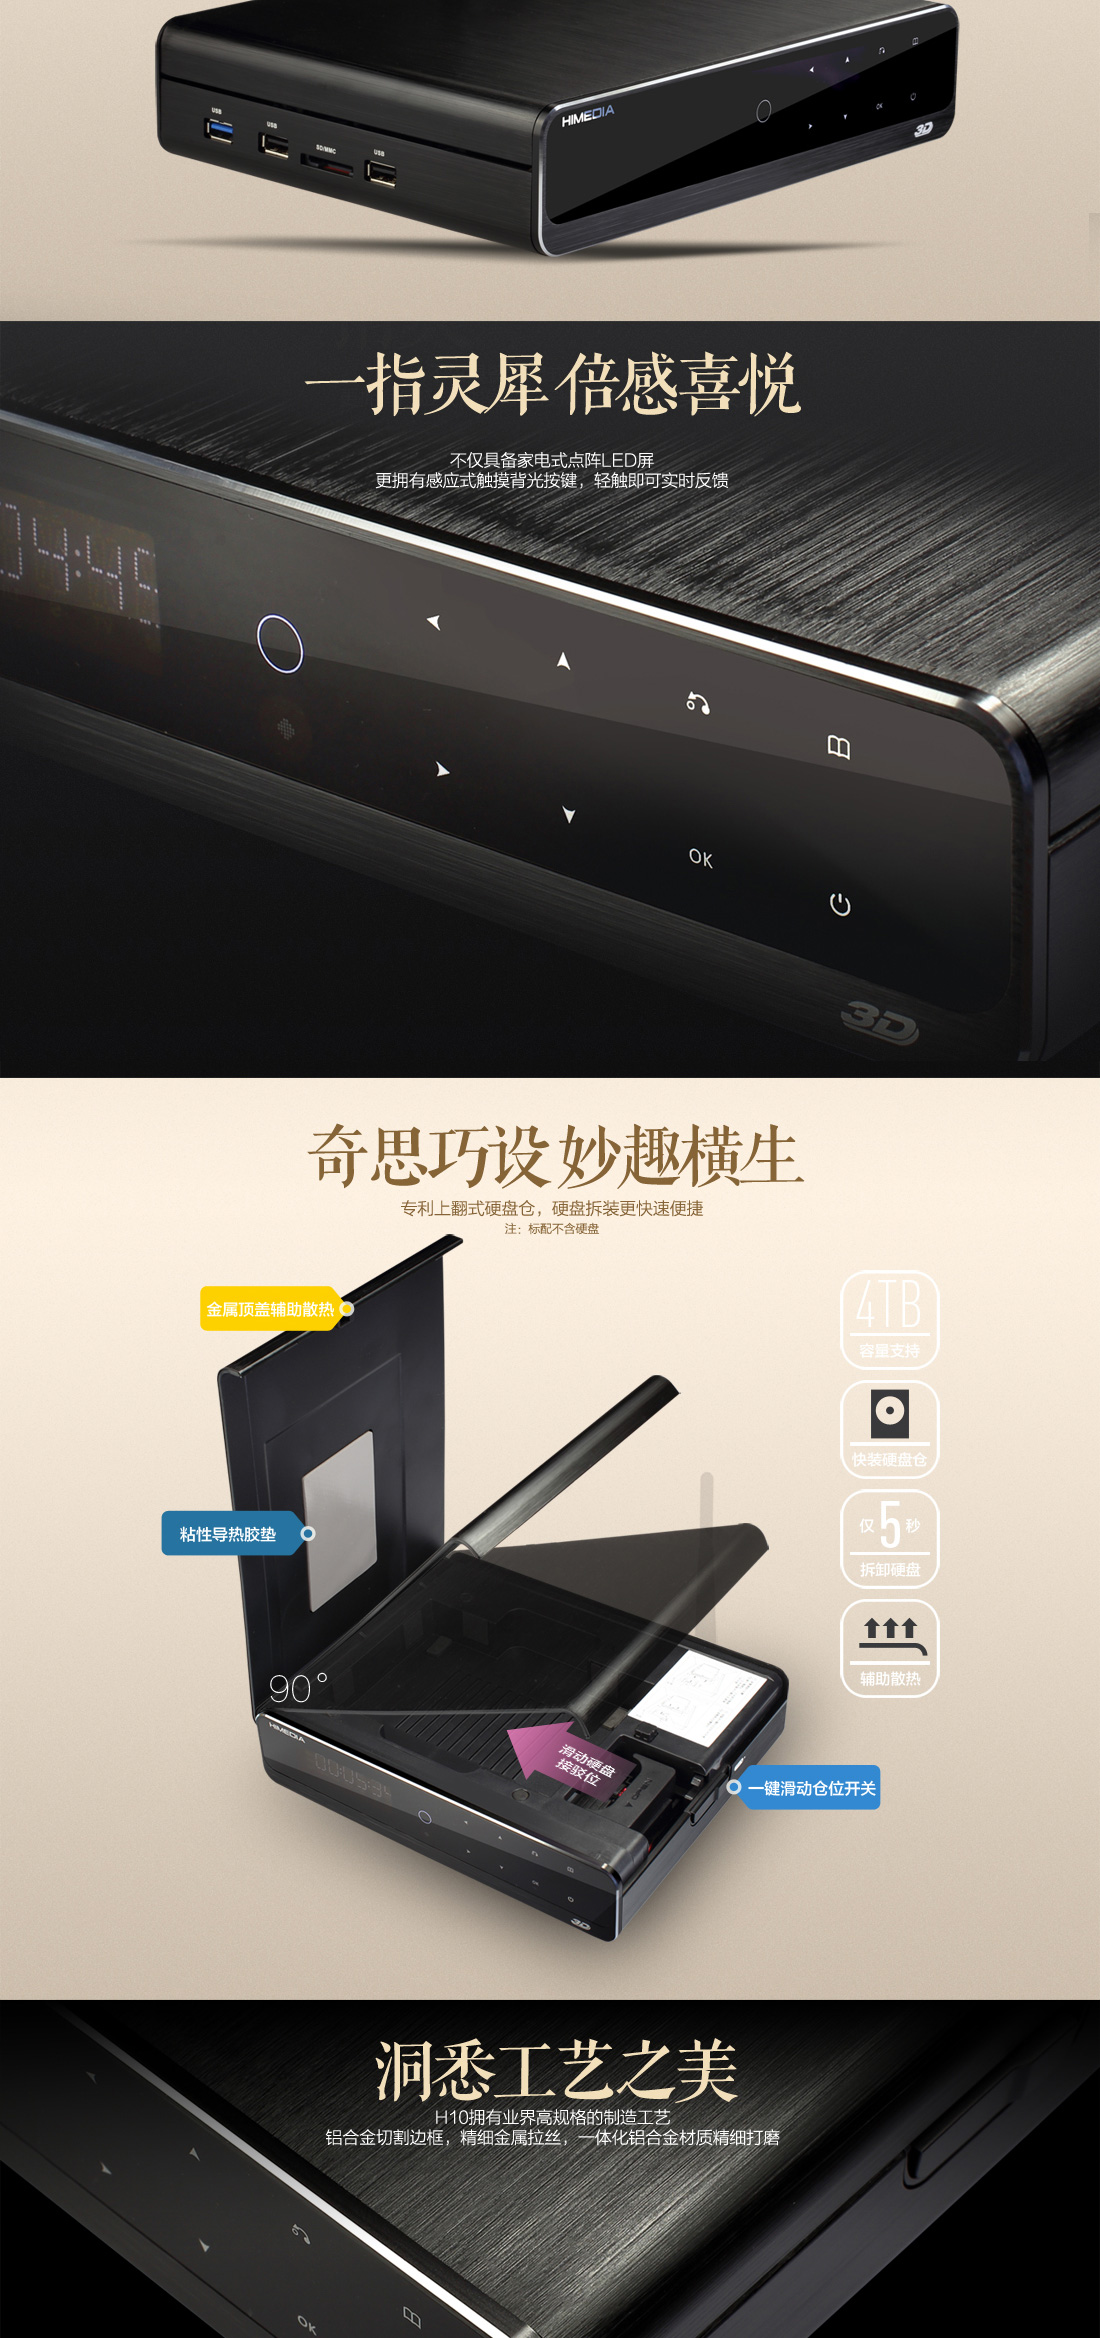 USB
USB
SD/MMC
USB
HIMEDIA
OK
3D
一指灵犀 倍感喜悦
不仅具备家电式点阵LED屏
更拥有感应式触摸背光按键，轻触即可实时反馈
OK
3D
奇思巧设 妙趣横生
专利上翻式硬盘仓，硬盘拆装更快速便捷
注：标配不含硬盘
金属顶盖辅助散热
4TB
容量支持
快装硬盘仓
粘性导热胶垫
仅5秒
拆卸硬盘
辅助散热
90°
HIMEDIA
滑动硬盘
接驳位
一键滑动仓位开关
00:05:34
OK
3D
洞悉工艺之美
H10拥有业界高规格的制造工艺
铝合金切割边框，精细金属拉丝，一体化铝合金材质精细打磨
OK